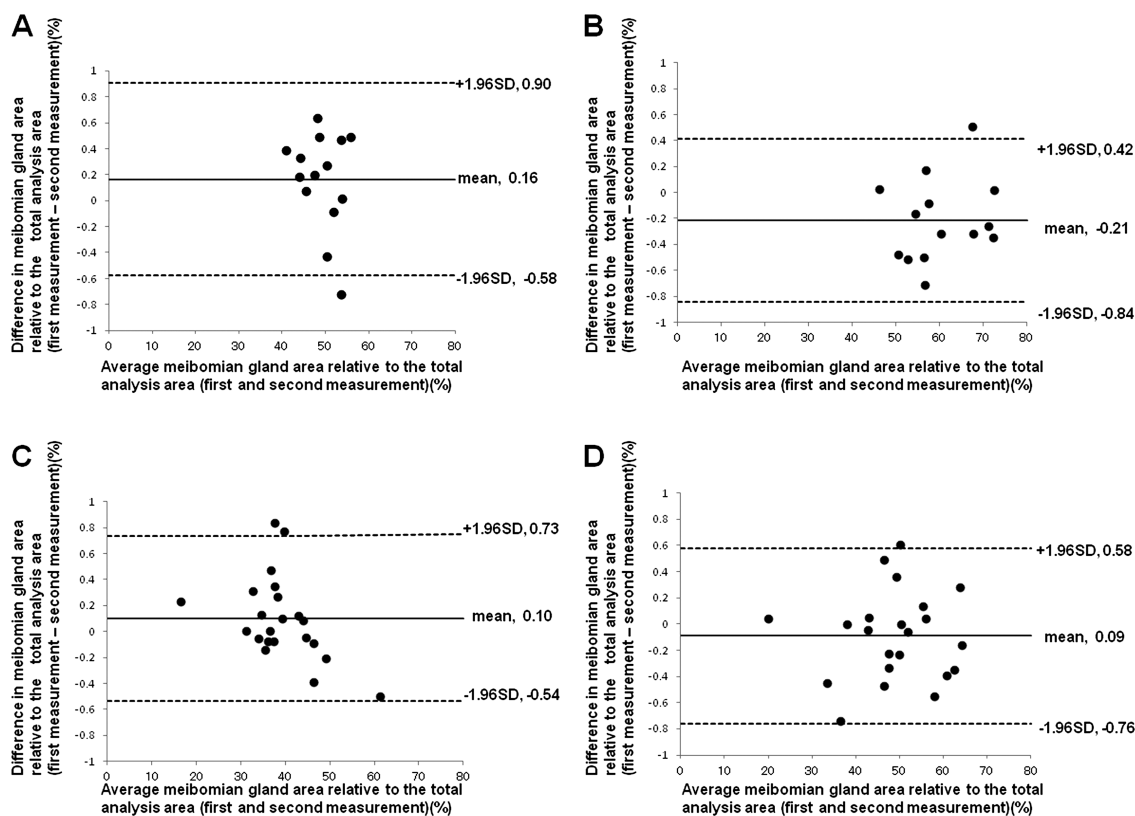 A
Difference in meibomian gland area
relative to the total analysis area
(first measurement – second measurement)(%)
1
0.8
0.6
0.4
0.2
0
-0.2
-0.4
-0.6
-0.8
-1
+1.96SD, 0.90
mean, 0.16
-1.96SD, -0.58
0 10 20 30 40 50 60 70 80
Average meibomian gland area relative to the total
analysis area (first and second measurement)(%)
B
Difference in meibomian gland area
relative to the total analysis area
(first measurement – second measurement)(%)
1
0.8
0.6
0.4
0.2
0
-0.2
-0.4
-0.6
-0.8
-1
+1.96SD, 0.42
mean, -0.21
-1.96SD, -0.84
0 10 20 30 40 50 60 70 80
Average meibomian gland area relative to the total
analysis area (first and second measurement)(%)
C
Difference in meibomian gland area
relative to the total analysis area
(first measurement – second measurement)(%)
1
0.8
0.6
0.4
0.2
0
-0.2
-0.4
-0.6
-0.8
-1
+1.96SD, 0.73
mean, 0.10
-1.96SD, -0.54
0 10 20 30 40 50 60 70 80
Average meibomian gland area relative to the total
analysis area (first and second measurement)(%)
D
Difference in meibomian gland area
relative to the total analysis area
(first measurement – second measurement)(%)
1
0.8
0.6
0.4
0.2
0
-0.2
-0.4
-0.6
-0.8
-1
+1.96SD, 0.58
mean, 0.09
-1.96SD, -0.76
0 10 20 30 40 50 60 70 80
Average meibomian gland area relative to the total
analysis area (first and second measurement)(%)